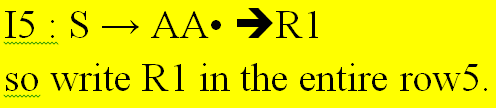 I5 : S → AA• ➔R1
so write R1 in the entire row5.